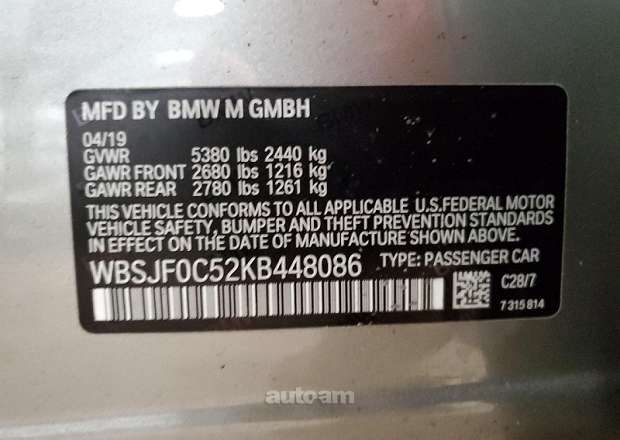 MFD BY BMW M GMBH
04/19
GVWR 5380 lbs 2440 kg
GAWR FRONT 2680 lbs 1216 kg
GAWR REAR 2780 lbs 1261 kg
THIS VEHICLE CONFORMS TO ALL APPLICABLE U.S.FEDERAL MOTOR
VEHICLE SAFETY, BUMPER AND THEFT PREVENTION STANDARDS
IN EFFECT ON THE DATE OF MANUFACTURE SHOWN ABOVE.
WBSJF0C52KB448086 TYPE: PASSENGER CAR
C28/7
7 315 814
autoam